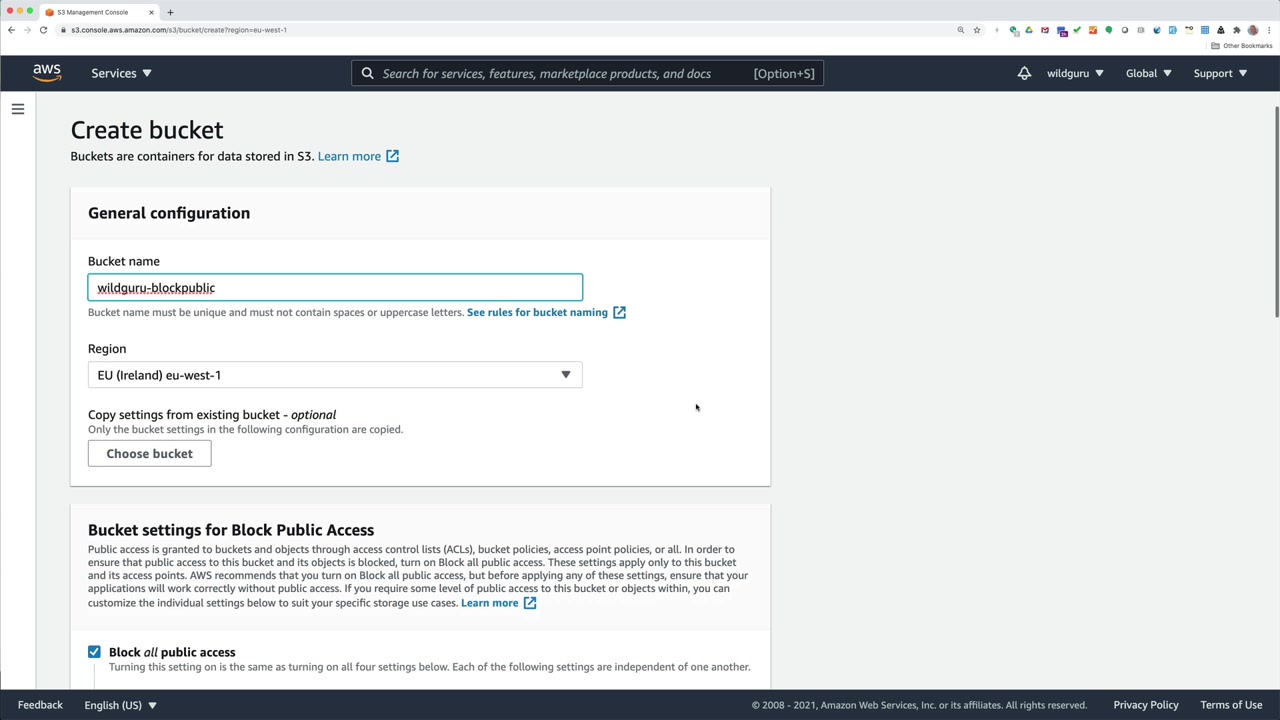 S3 Management Console
s3.console.aws.amazon.com/s3/bucket/create?region=eu-west-1
Other Bookmarks
aws
Services
Search for services, features, marketplace products, and docs [Option+S]
wildguru
Global
Support
Create bucket
Buckets are containers for data stored in S3. Learn more
General configuration
Bucket name
wildguru-blockpublic
Bucket name must be unique and must not contain spaces or uppercase letters. See rules for bucket naming
Region
EU (Ireland) eu-west-1
Copy settings from existing bucket - optional
Only the bucket settings in the following configuration are copied.
Choose bucket
Bucket settings for Block Public Access
Public access is granted to buckets and objects through access control lists (ACLs), bucket policies, access point policies, or all. In order to
ensure that public access to this bucket and its objects is blocked, turn on Block all public access. These settings apply only to this bucket
and its access points. AWS recommends that you turn on Block all public access, but before applying any of these settings, ensure that your
applications will work correctly without public access. If you require some level of public access to this bucket or objects within, you can
customize the individual settings below to suit your specific storage use cases. Learn more
Block all public access
Turning this setting on is the same as turning on all four settings below. Each of the following settings are independent of one another.
Feedback
English (US)
© 2008 - 2021, Amazon Web Services, Inc. or its affiliates. All rights reserved.
Privacy Policy
Terms of Use